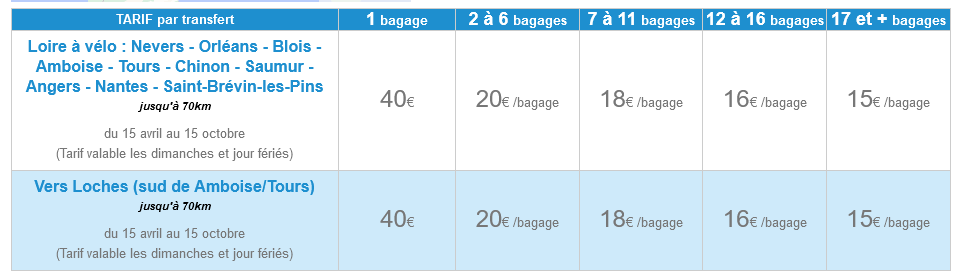 TARIF par transfert 1 bagage 2 à 6 bagages 7 à 11 bagages 12 à 16 bagages 17 et + bagages
Loire à vélo : Nevers - Orléans - Blois -
Amboise - Tours - Chinon - Saumur -
Angers - Nantes - Saint-Brévin-les-Pins
jusqu'à 70km
40€ 20€ /bagage 18€ /bagage 16€ /bagage 15€ /bagage
du 15 avril au 15 octobre
(Tarif valable les dimanches et jour fériés)
Vers Loches (sud de Amboise/Tours)
jusqu'à 70km
40€ 20€ /bagage 18€ /bagage 16€ /bagage 15€ /bagage
du 15 avril au 15 octobre
(Tarif valable les dimanches et jour fériés)